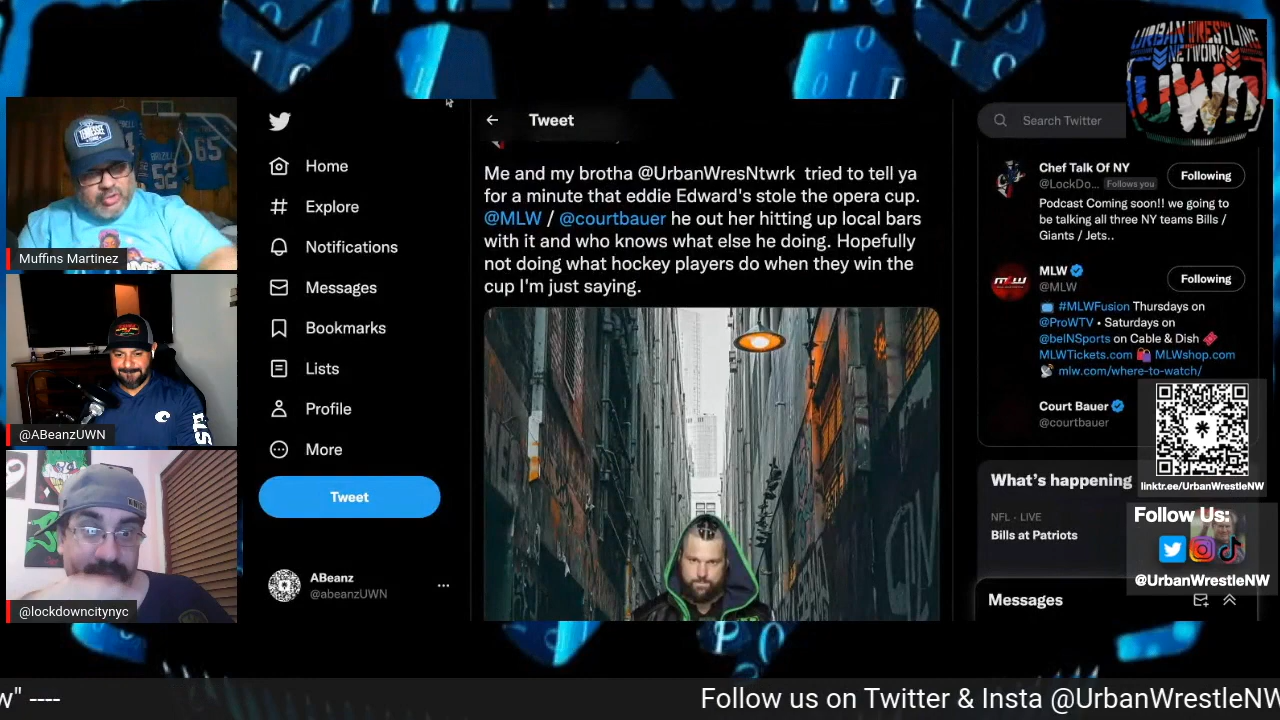 URBAN WRESTLING
NETWORK
UWN
Muffins Martinez
@ABeanzUWN
@lockdowncitynyc
Home
Explore
Notifications
Messages
Bookmarks
Lists
Profile
More
Tweet
ABeanz
@abeanzUWN
Tweet
Me and my brotha @UrbanWresNtwrk tried to tell ya
for a minute that eddie Edward's stole the opera cup.
@MLW / @courtbauer he out her hitting up local bars
with it and who knows what else he doing. Hopefully
not doing what hockey players do when they win the
cup I'm just saying.
Search Twitter
Chef Talk Of NY
@LockDo... Follows you
Following
Podcast Coming soon!! we going to
be talking all three NY teams Bills /
Giants / Jets..
MLW
@MLW
Following
#MLWFusion Thursdays on
@ProWTV • Saturdays on
@beINSports on Cable & Dish
MLWTickets.com MLWshop.com
mlw.com/where-to-watch/
Court Bauer
@courtbauer
linktr.ee/UrbanWrestleNW
What's happening
NFL · LIVE
Bills at Patriots
Follow Us:
@UrbanWrestleNW
Messages
w" ----
Follow us on Twitter & Insta @UrbanWrestleNW